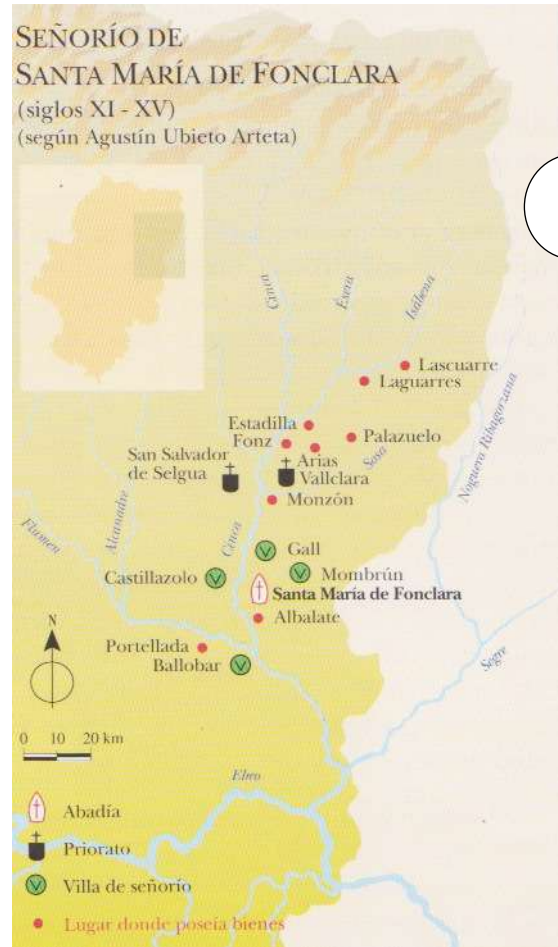 SEÑORÍO DE
SANTA MARÍA DE FONCLARA
(siglos XI - XV)
(según Agustín Ubieto Arteta)
Cinca
Ésera
Isábena
Lascuarre
Laguarres
Noguera Ribagorzana
Estadilla
Fonz
Palazuelo
Sosa
San Salvador
de Selgua
Arias
Vallclara
Monzón
Flumen
Alcanadre
Cinca
Gall
Castillazolo
Mombrún
Santa María de Fonclara
Albalate
N
Portellada
Ballobar
Segre
0 10 20 km
Ebro
Abadía
Priorato
V Villa de señorío
Lugar donde poseía bienes